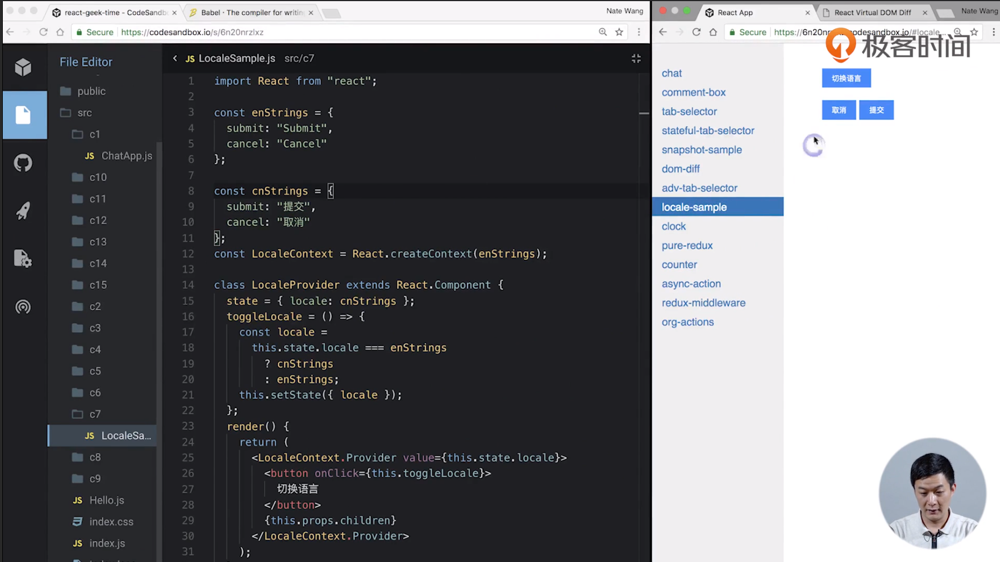 react-geek-time - CodeSandbo
Babel · The compiler for writing
Nate Wang
Secure
https://codesandbox.io/s/6n20nrzlxz
File Editor
public
src
c1
JS ChatApp.js
c10
c11
c12
c13
c14
c15
c2
c3
c4
c5
c6
c7
JS LocaleSa...
c8
c9
JS Hello.js
index.css
JS index.js
JS LocaleSample.js src/c7
1 import React from "react";
2
3 const enStrings = {
4 submit: "Submit",
5 cancel: "Cancel"
6 };
7
8 const cnStrings = {
9 submit: "提交",
10 cancel: "取消"
11 };
12 const LocaleContext = React.createContext(enStrings);
13
14 class LocaleProvider extends React.Component {
15 state = { locale: cnStrings };
16 toggleLocale = () => {
17 const locale =
18 this.state.locale === enStrings
19 ? cnStrings
20 : enStrings;
21 this.setState({ locale });
22 };
23 render() {
24 return (
25 <LocaleContext.Provider value={this.state.locale}>
26 <button onClick={this.toggleLocale}>
27 切换语言
28 </button>
29 {this.props.children}
30 </LocaleContext.Provider>
31 );
React App
React Virtual DOM Diff
Nate Wang
Secure
https://6n20nr
codesandbox.io/#locale...
极客时间
chat
comment-box
tab-selector
stateful-tab-selector
snapshot-sample
dom-diff
adv-tab-selector
locale-sample
clock
pure-redux
counter
async-action
redux-middleware
org-actions
切换语言
取消 提交